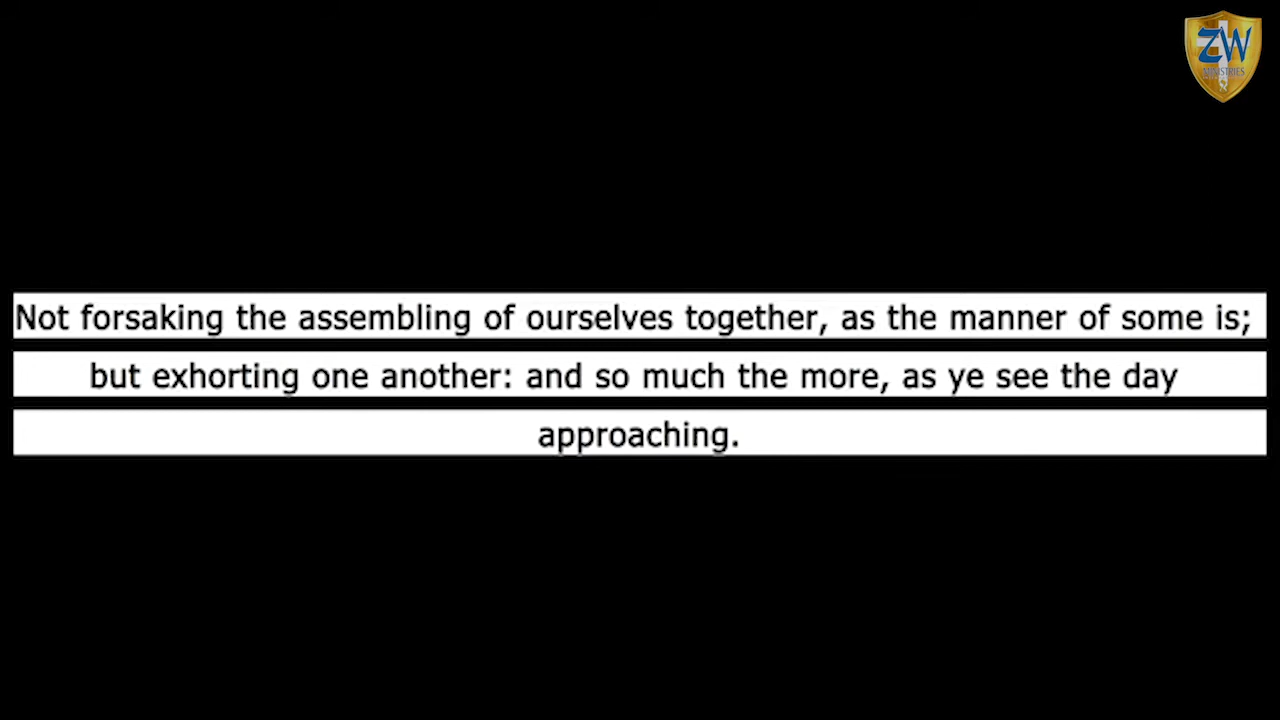 ZW
MINISTRIES
Not forsaking the assembling of ourselves together, as the manner of some is;
but exhorting one another: and so much the more, as ye see the day
approaching.